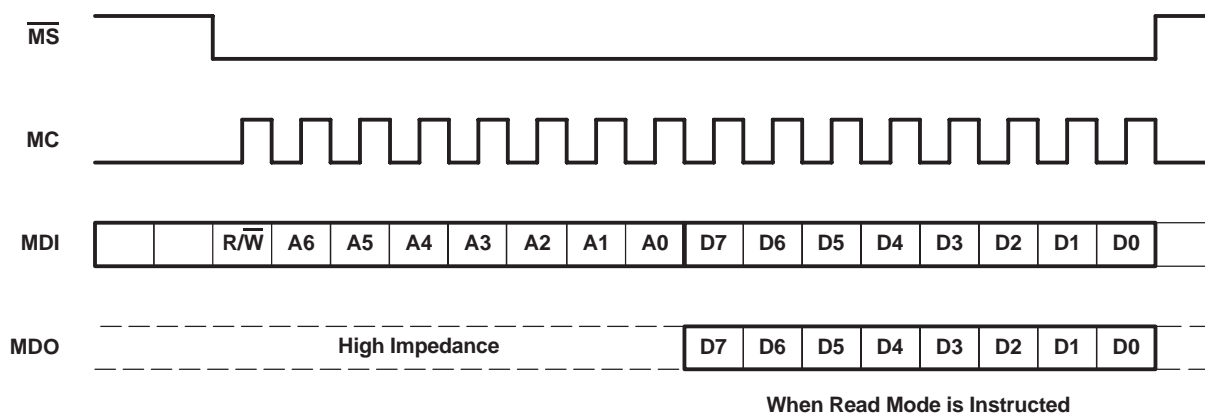 M̅S̅
MC
MDI R/W̅ A6 A5 A4 A3 A2 A1 A0 D7 D6 D5 D4 D3 D2 D1 D0
MDO High Impedance D7 D6 D5 D4 D3 D2 D1 D0
When Read Mode is Instructed